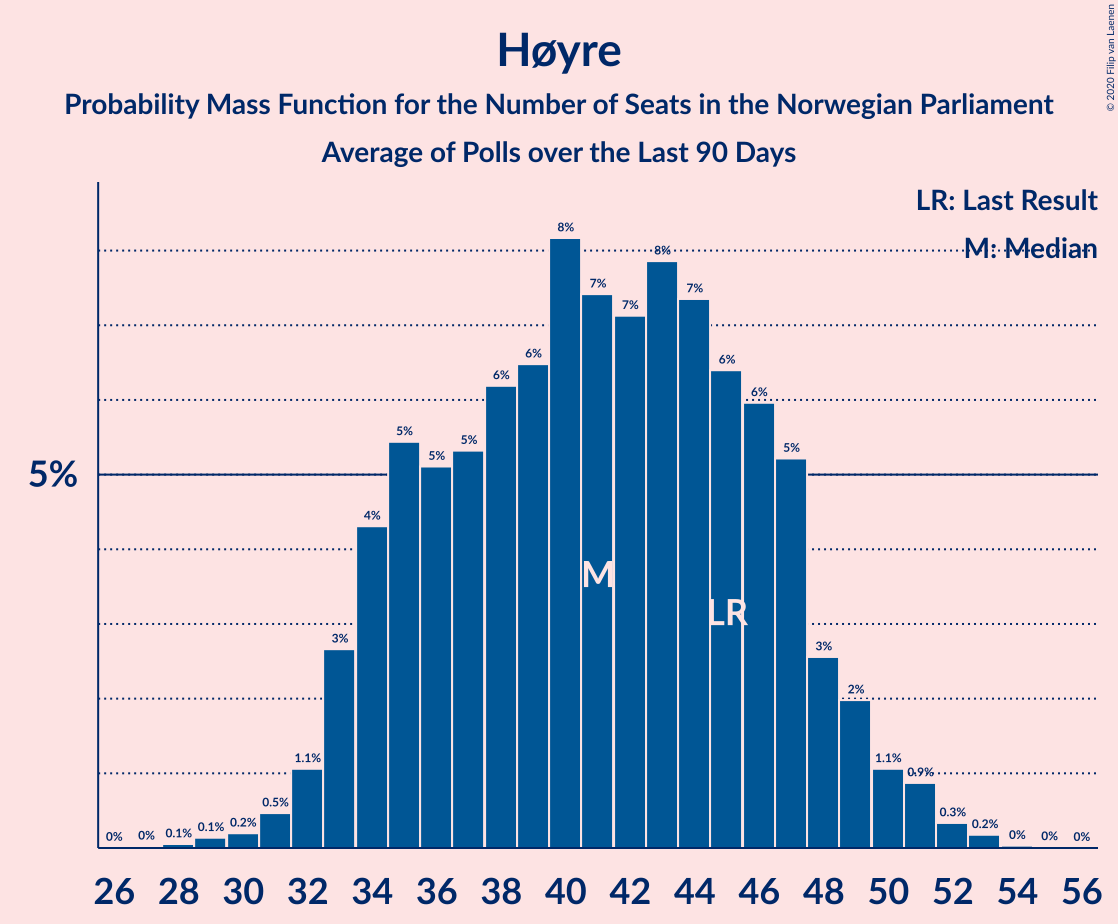 © 2020 Filip van Laenen
Høyre
Probability Mass Function for the Number of Seats in the Norwegian Parliament
Average of Polls over the Last 90 Days
LR: Last Result
M: Median
5%
0% 0% 0.1% 0.1% 0.2% 0.5% 1.1% 3% 4% 5% 5% 5% 6% 6% 8% 7% 7% 8% 7% 6% 6% 5% 3% 2% 1.1% 0.9% 0.3% 0.2% 0% 0% 0%
M
LR
26 28 30 32 34 36 38 40 42 44 46 48 50 52 54 56